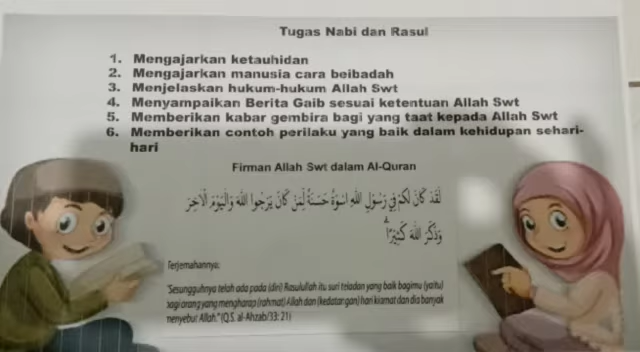 Tugas Nabi dan Rasul
1. Mengajarkan ketauhidan
2. Mengajarkan manusia cara beibadah
3. Menjelaskan hukum-hukum Allah Swt
4. Menyampaikan Berita Gaib sesuai ketentuan Allah Swt
5. Memberikan kabar gembira bagi yang taat kepada Allah Swt
6. Memberikan contoh perilaku yang baik dalam kehidupan sehari-
hari
Firman Allah Swt dalam Al-Quran
لَقَدْ كَانَ لَكُمْ فِيْ رَسُوْلِ اللّٰهِ اُسْوَةٌ حَسَنَةٌ لِّمَنْ كَانَ يَرْجُوا اللّٰهَ وَالْيَوْمَ الْاٰخِرَ
وَذَكَرَ اللّٰهَ كَثِيْرًاۗ
Terjemahannya:
"Sesungguhnya telah ada pada (diri) Rasulullah itu suri teladan yang baik bagimu (yaitu)
bagi orang yang mengharap (rahmat) Allah dan (kedatangan) hari kiamat dan dia banyak
menyebut Allah." (Q.S. al-Ahzab/33: 21)